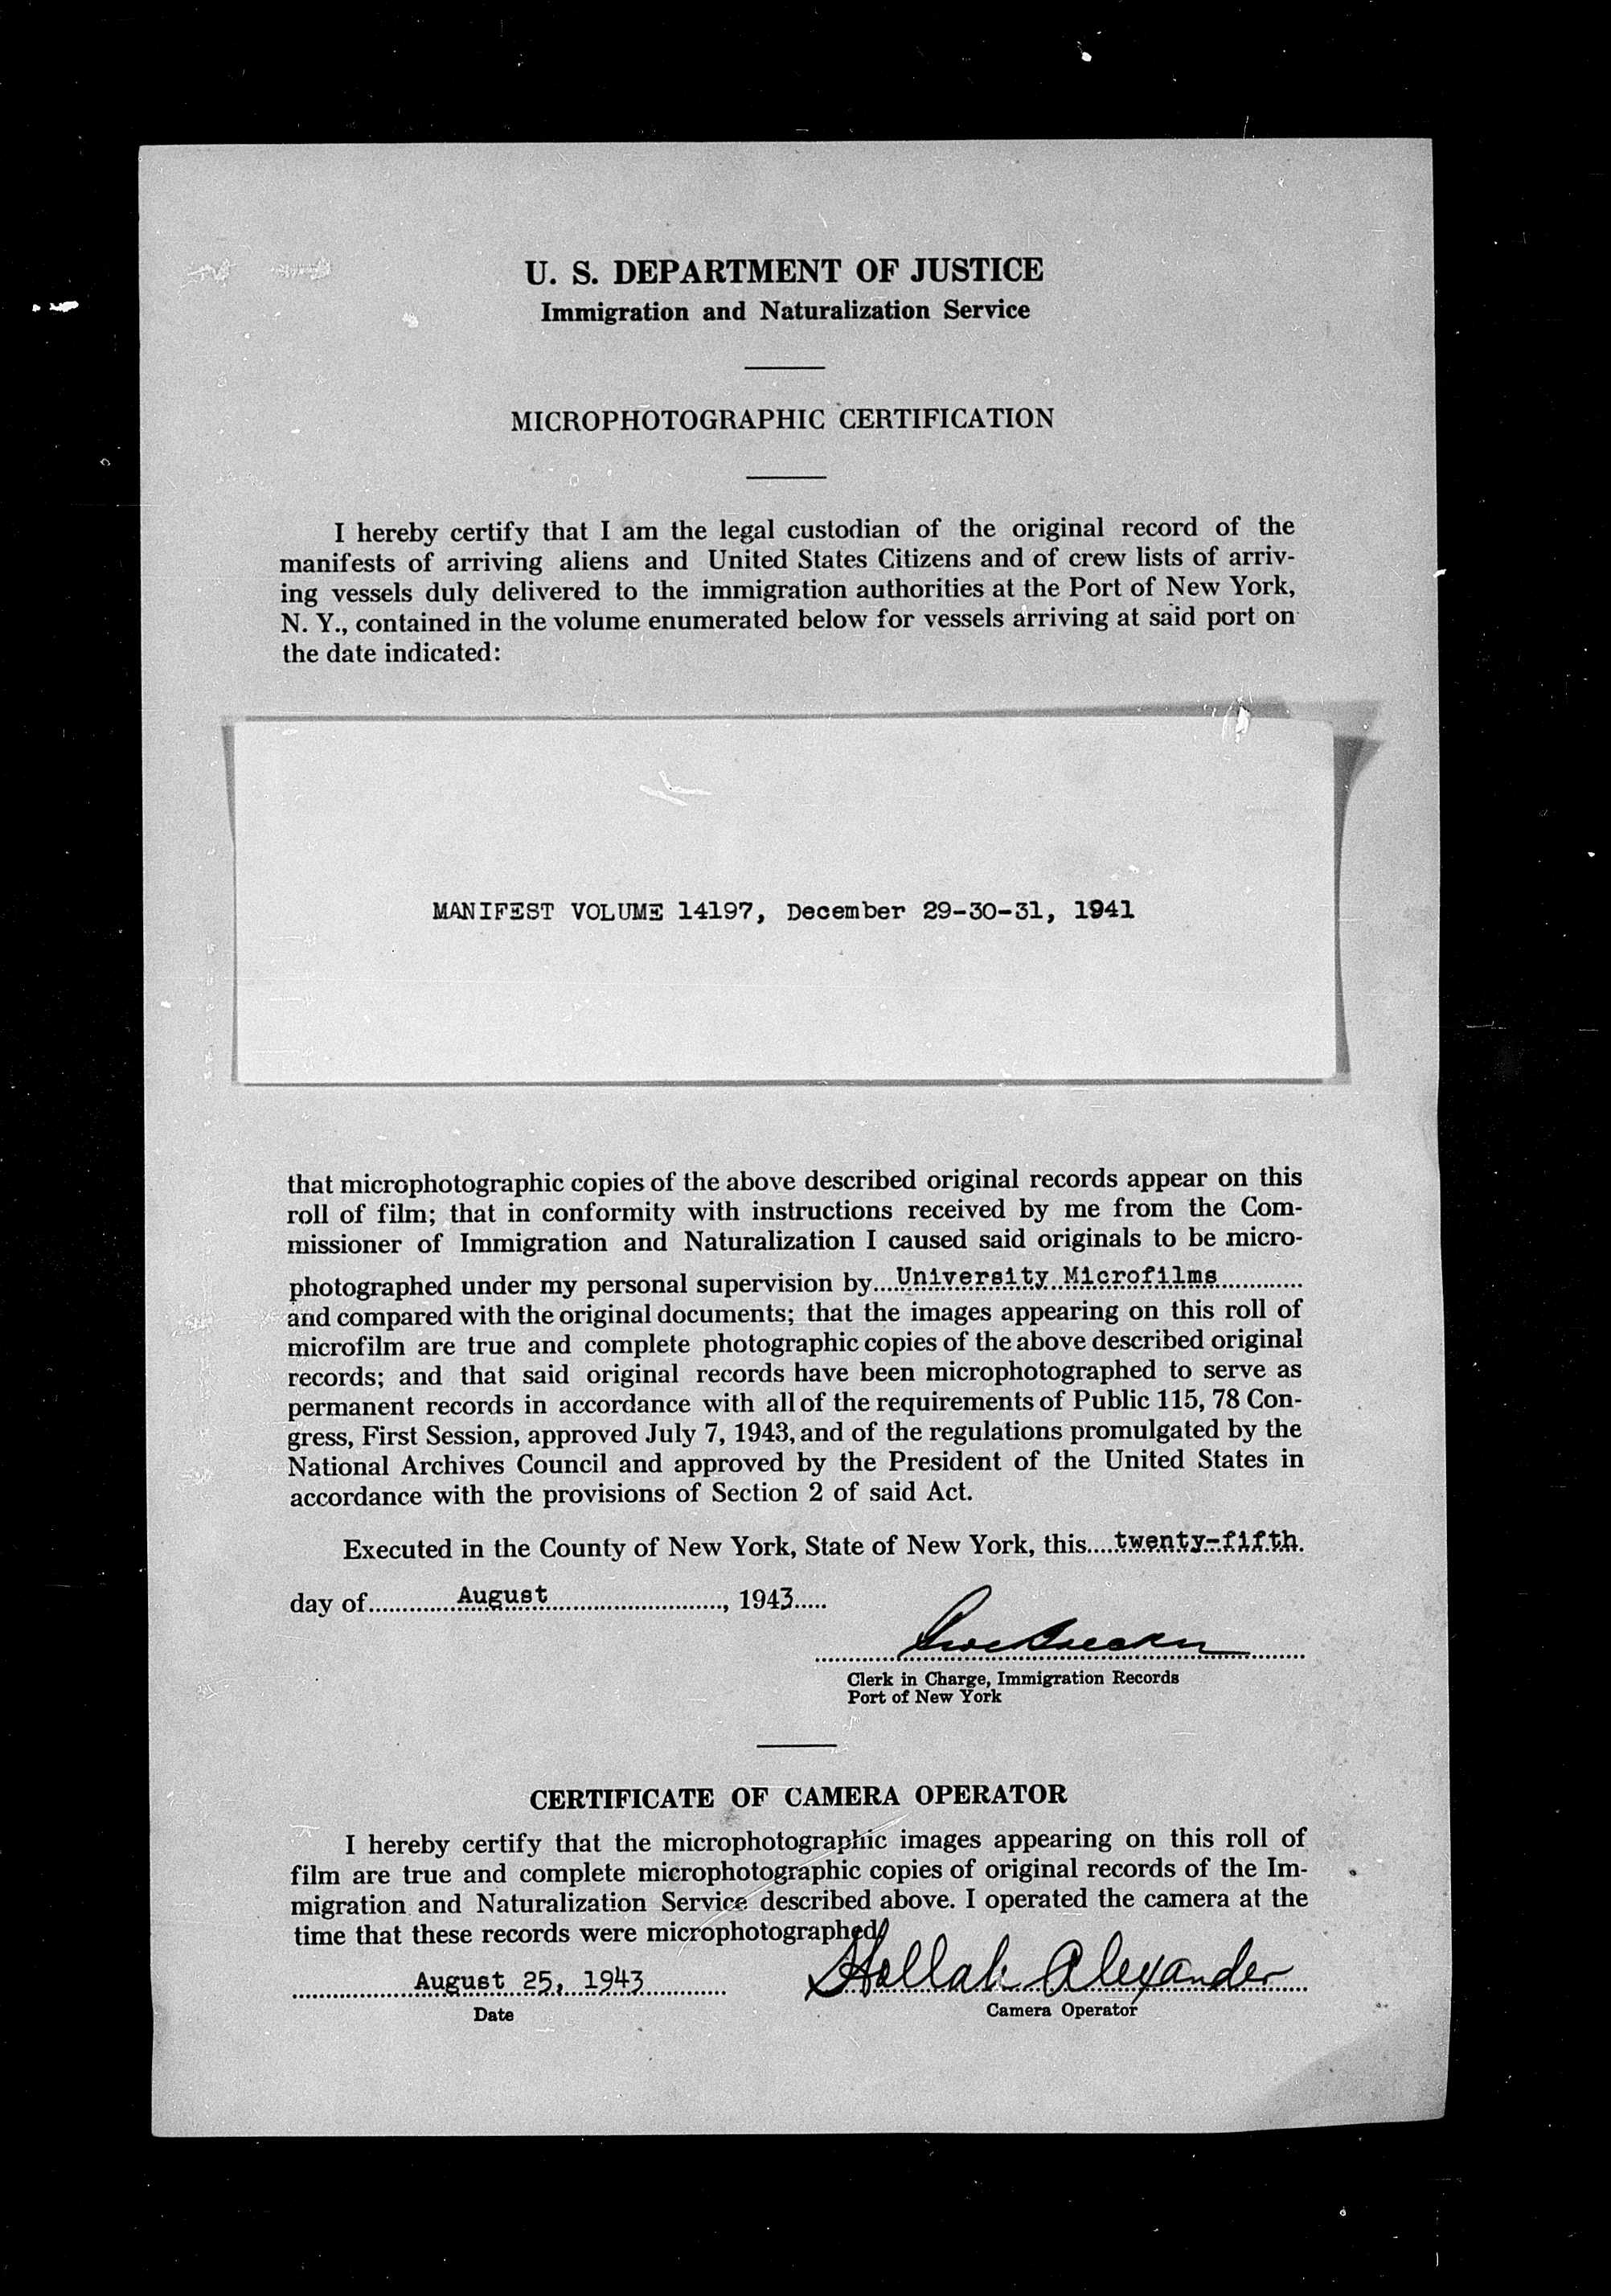 U. S. DEPARTMENT OF JUSTICE
Immigration and Naturalization Service
MICROPHOTOGRAPHIC CERTIFICATION
I hereby certify that I am the legal custodian of the original record of the
manifests of arriving aliens and United States Citizens and of crew lists of arriv-
ing vessels duly delivered to the immigration authorities at the Port of New York,
N. Y., contained in the volume enumerated below for vessels arriving at said port on
the date indicated:
MANIFEST VOLUME 14197, December 29-30-31, 1941
that microphotographic copies of the above described original records appear on this
roll of film; that in conformity with instructions received by me from the Com-
missioner of Immigration and Naturalization I caused said originals to be micro-
photographed under my personal supervision by....University Microfilms............
and compared with the original documents; that the images appearing on this roll of
microfilm are true and complete photographic copies of the above described original
records; and that said original records have been microphotographed to serve as
permanent records in accordance with all of the requirements of Public 115, 78 Con-
gress, First Session, approved July 7, 1943, and of the regulations promulgated by the
National Archives Council and approved by the President of the United States in
accordance with the provisions of Section 2 of said Act.
Executed in the County of New York, State of New York, this....twenty-fifth.
day of.............August............................, 1943.....
Clerk in Charge, Immigration Records
Port of New York
CERTIFICATE OF CAMERA OPERATOR
I hereby certify that the microphotographic images appearing on this roll of
film are true and complete microphotographic copies of original records of the Im-
migration and Naturalization Service described above. I operated the camera at the
time that these records were microphotographed.
August 25, 1943 Alexander
Date Camera Operator